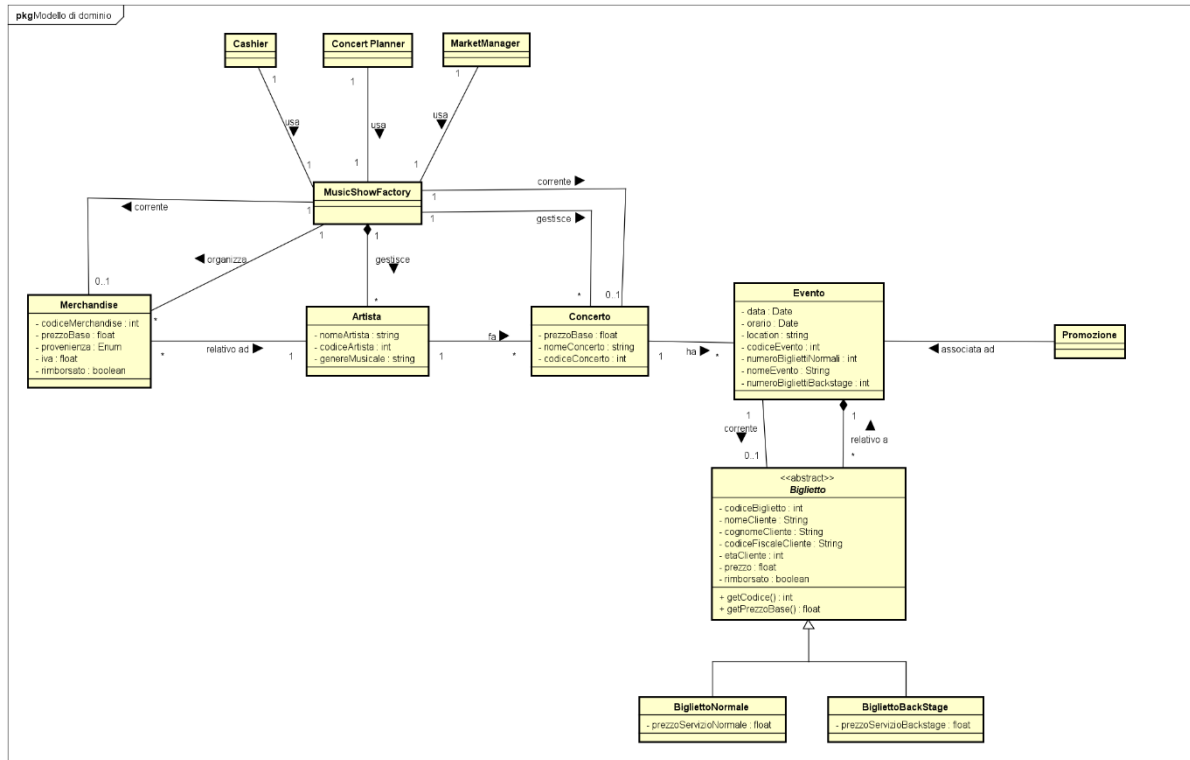 pkg Modello di dominio
Cashier
Concert Planner
MarketManager
1
1
1
usa
usa
usa
1
1
1
MusicShowFactory
corrente
corrente
1
1
1
1
1
gestisce
organizza
gestisce
0..1
*
*
*
0..1
Merchandise
- codiceMerchandise : int
- prezzoBase : float
- provenienza : Enum
- iva : float
- rimborsato : boolean
*
relativo ad
1
Artista
- nomeArtista : string
- codiceArtista : int
- genereMusicale : string
1
fa
*
Concerto
- prezzoBase : float
- nomeConcerto : string
- codiceConcerto : int
1
ha
*
Evento
- data : Date
- orario : Date
- location : string
- codiceEvento : int
- numeroBigliettiNormali : int
- nomeEvento : String
- numeroBigliettiBackstage : int
associata ad
Promozione
1
corrente
0..1
1
relativo a
*
<<abstract>>
Biglietto
- codiceBiglietto : int
- nomeCliente : String
- cognomeCliente : String
- codiceFiscaleCliente : String
- etaCliente : int
- prezzo : float
- rimborsato : boolean
+ getCodice() : int
+ getPrezzoBase() : float
BigliettoNormale
- prezzoServizioNormale : float
BigliettoBackStage
- prezzoServizioBackstage : float